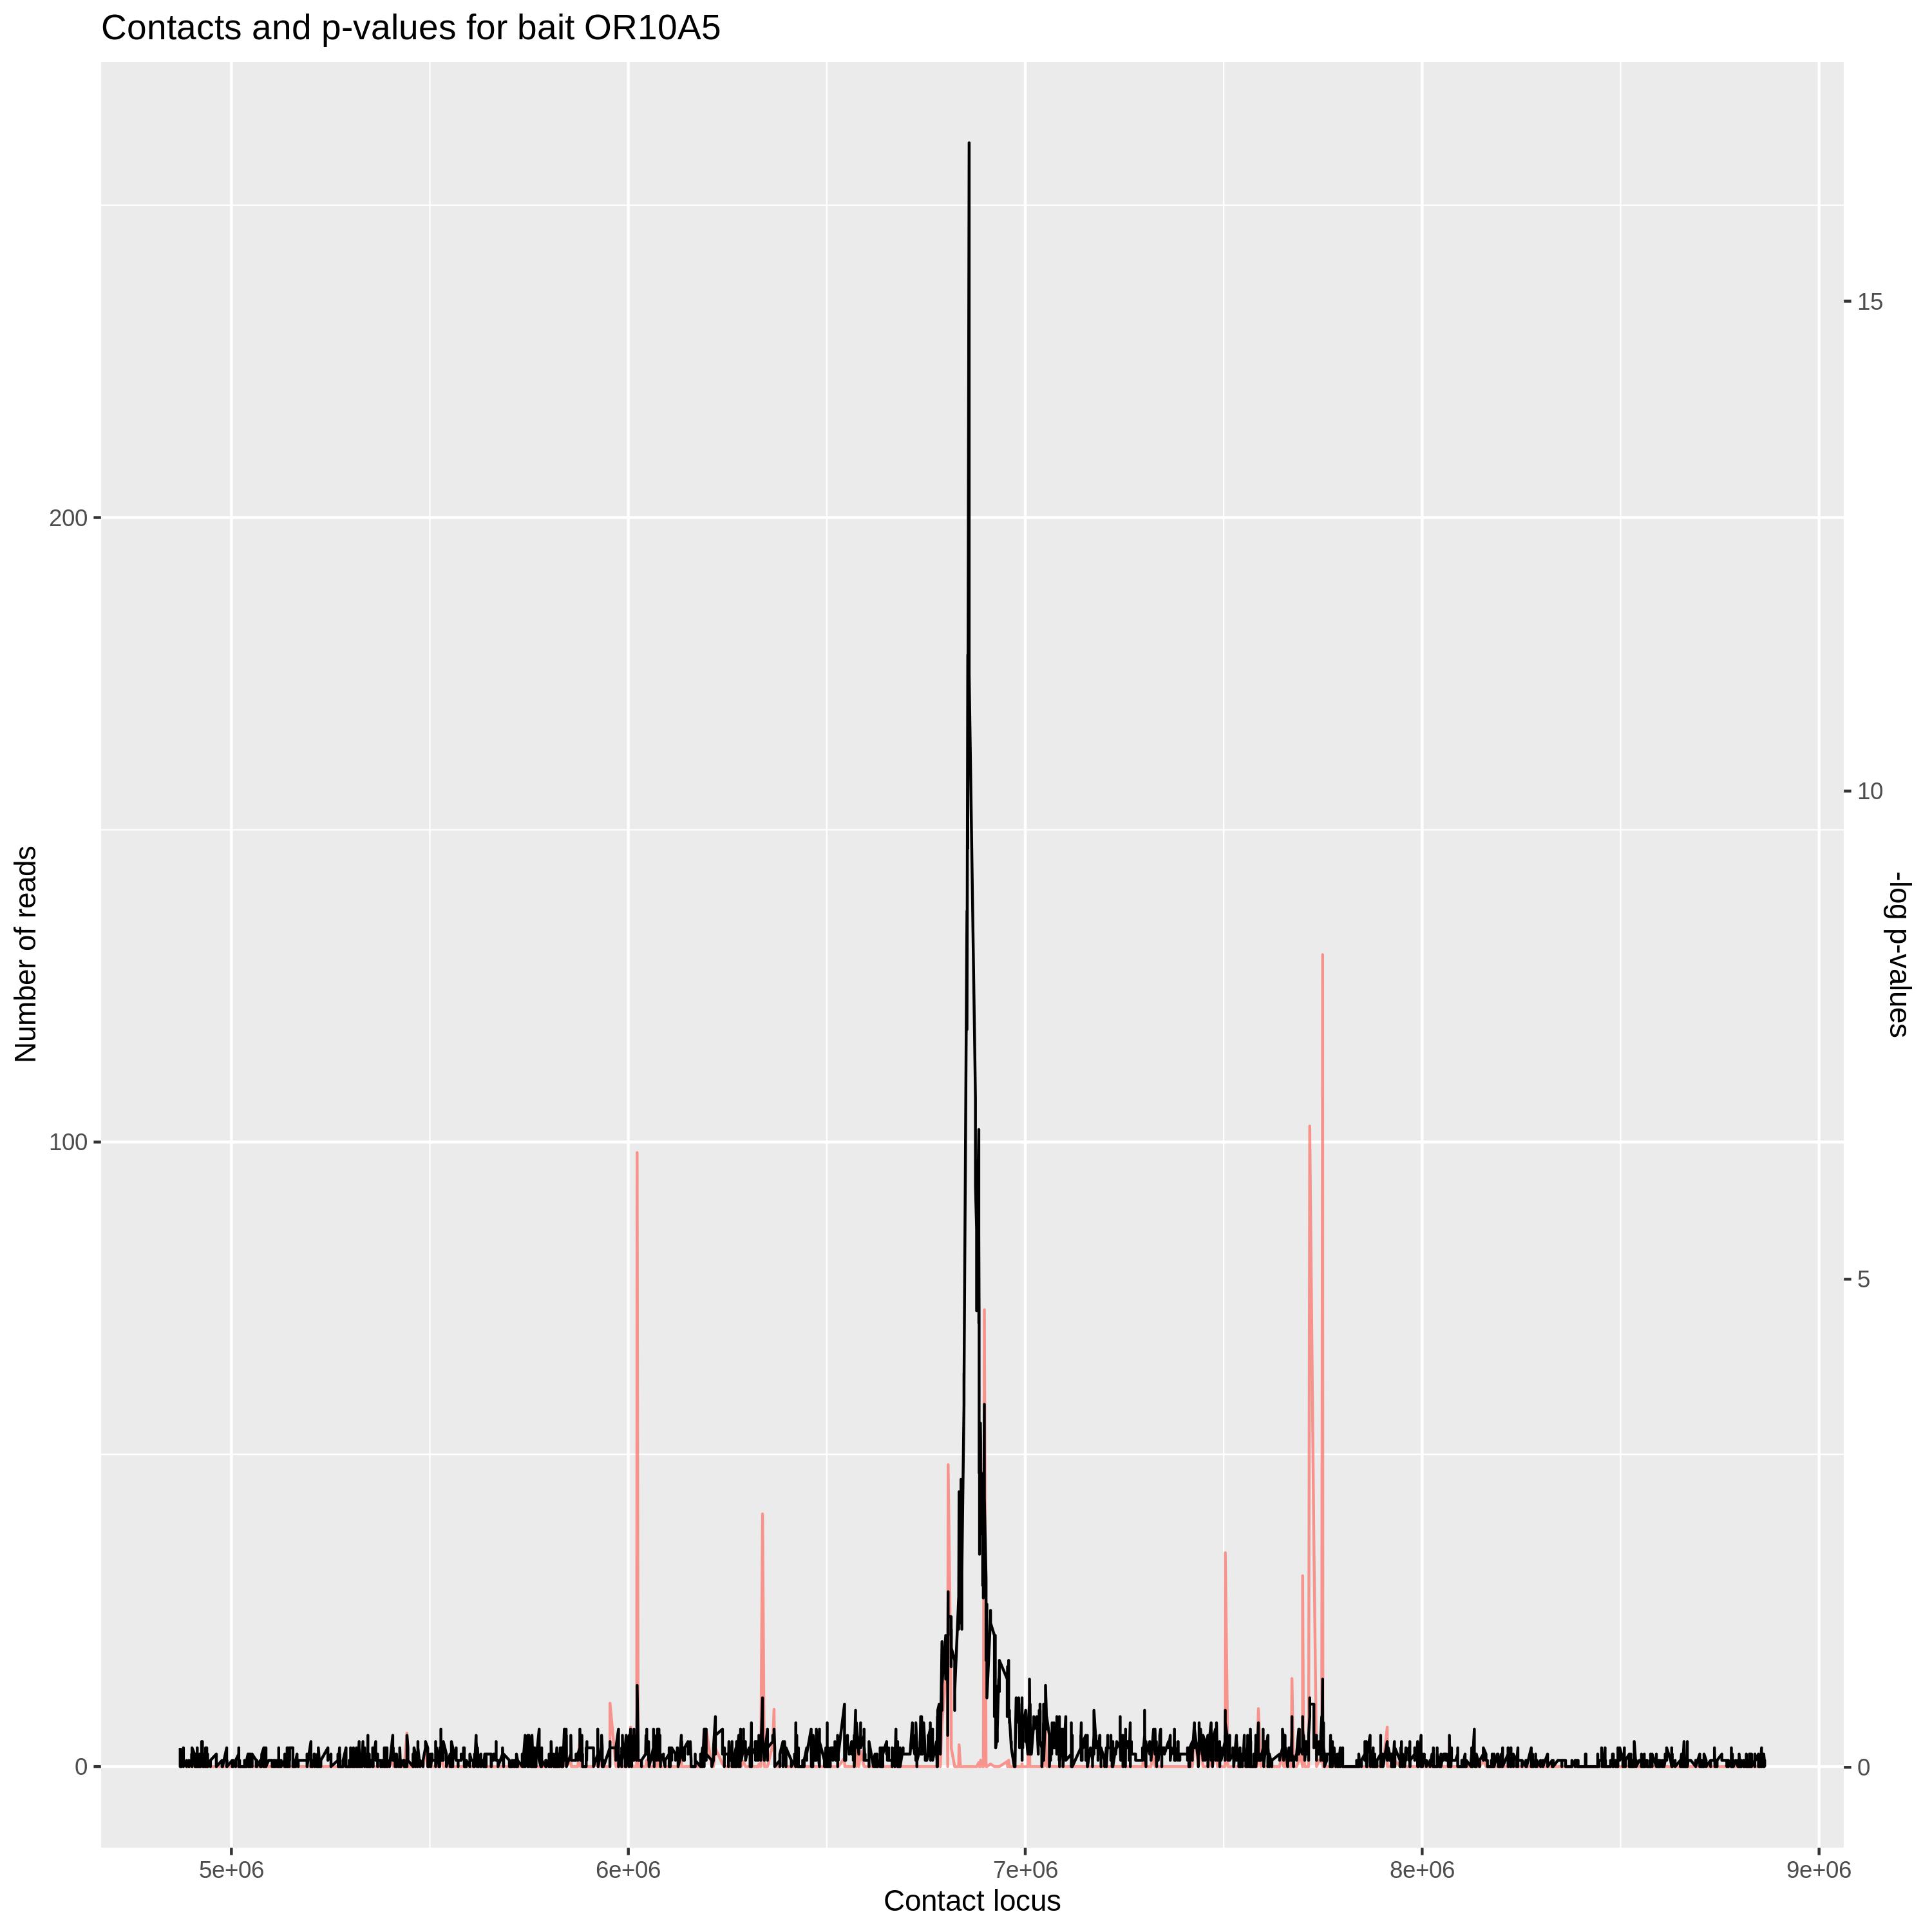 Contacts and p-values for bait OR10A5
Number of reads
200
100
0
15
10
5
0
-log p-values
5e+06
6e+06
7e+06
8e+06
9e+06
Contact locus